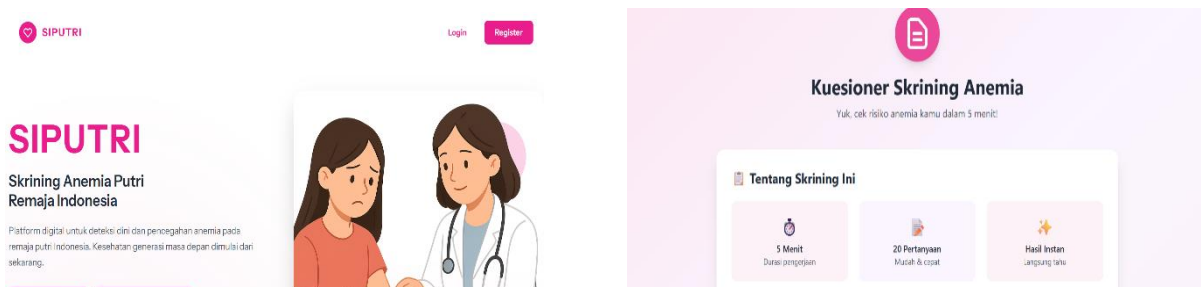 SIPUTRI
Login
Register
SIPUTRI
Skrining Anemia Putri
Remaja Indonesia
Platform digital untuk deteksi dini dan pencegahan anemia pada
remaja putri Indonesia. Kesehatan generasi masa depan dimulai dari
sekarang.
Kuesioner Skrining Anemia
Yuk, cek risiko anemia kamu dalam 5 menit!
Tentang Skrining Ini
5 Menit
Durasi pengerjaan
20 Pertanyaan
Mudah & cepat
Hasil Instan
Langsung tahu